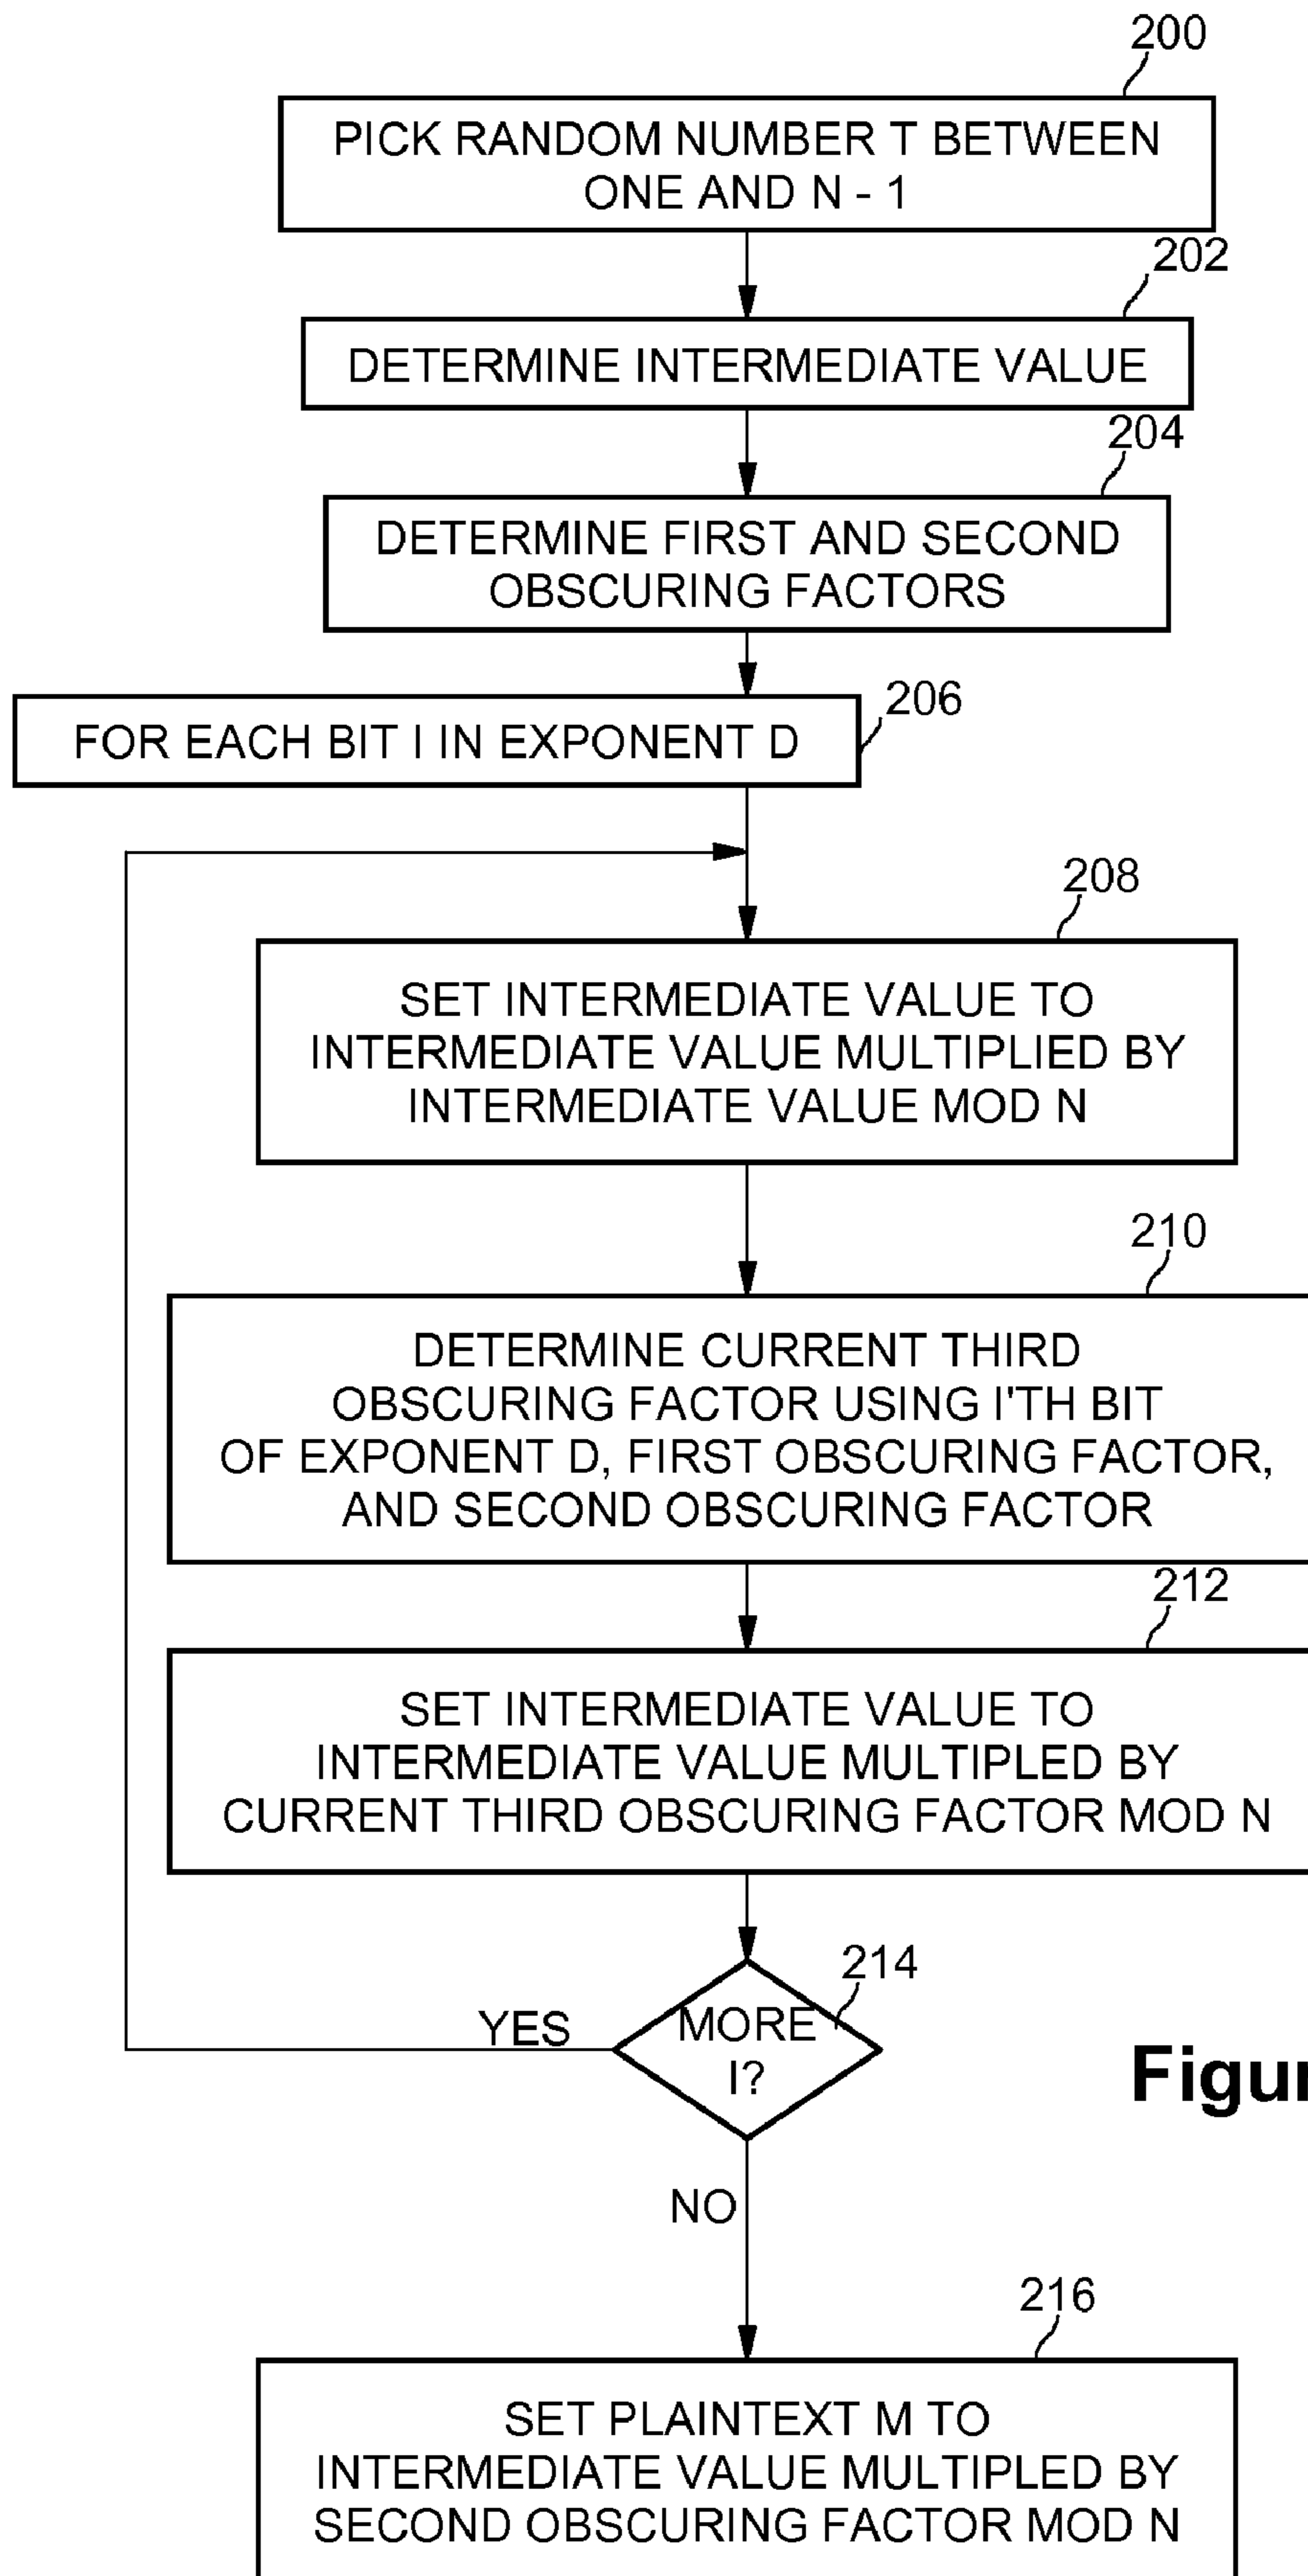 200
PICK RANDOM NUMBER T BETWEEN
ONE AND N - 1
202
DETERMINE INTERMEDIATE VALUE
204
DETERMINE FIRST AND SECOND
OBSCURING FACTORS
206
FOR EACH BIT I IN EXPONENT D
208
SET INTERMEDIATE VALUE TO
INTERMEDIATE VALUE MULTIPLIED BY
INTERMEDIATE VALUE MOD N
210
DETERMINE CURRENT THIRD
OBSCURING FACTOR USING I'TH BIT
OF EXPONENT D, FIRST OBSCURING FACTOR,
AND SECOND OBSCURING FACTOR
212
SET INTERMEDIATE VALUE TO
INTERMEDIATE VALUE MULTIPLED BY
CURRENT THIRD OBSCURING FACTOR MOD N
214
YES
MORE
I?
NO
216
SET PLAINTEXT M TO
INTERMEDIATE VALUE MULTIPLED BY
SECOND OBSCURING FACTOR MOD N